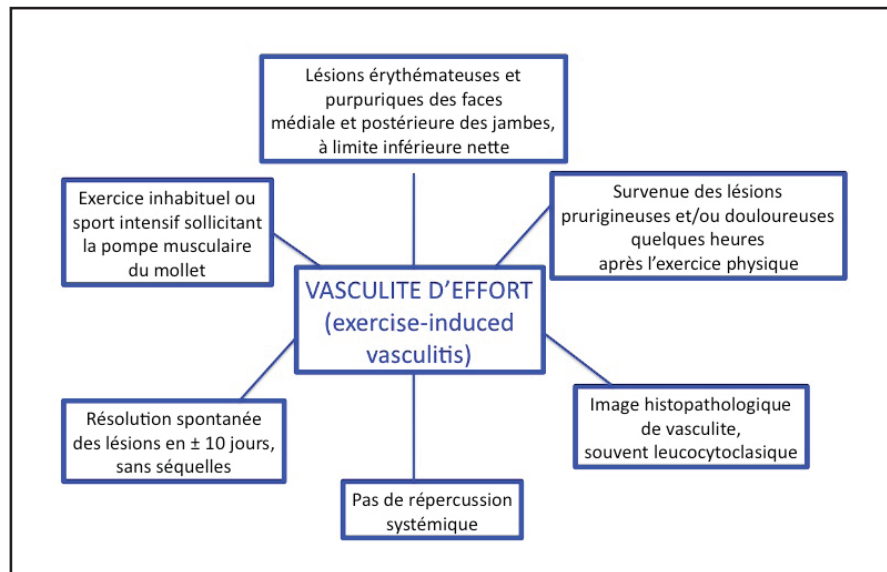 Lésions érythémateuses et
purpuriques des faces
médiale et postérieure des jambes,
à limite inférieure nette
Exercice inhabituel ou
sport intensif sollicitant
la pompe musculaire
du mollet
Survenue des lésions
prurigineuses et/ou douloureuses
quelques heures
après l’exercice physique
VASCULITE D’EFFORT
(exercise-induced
vasculitis)
Résolution spontanée
des lésions en ± 10 jours,
sans séquelles
Image histopathologique
de vasculite,
souvent leucocytoclasique
Pas de répercussion
systémique